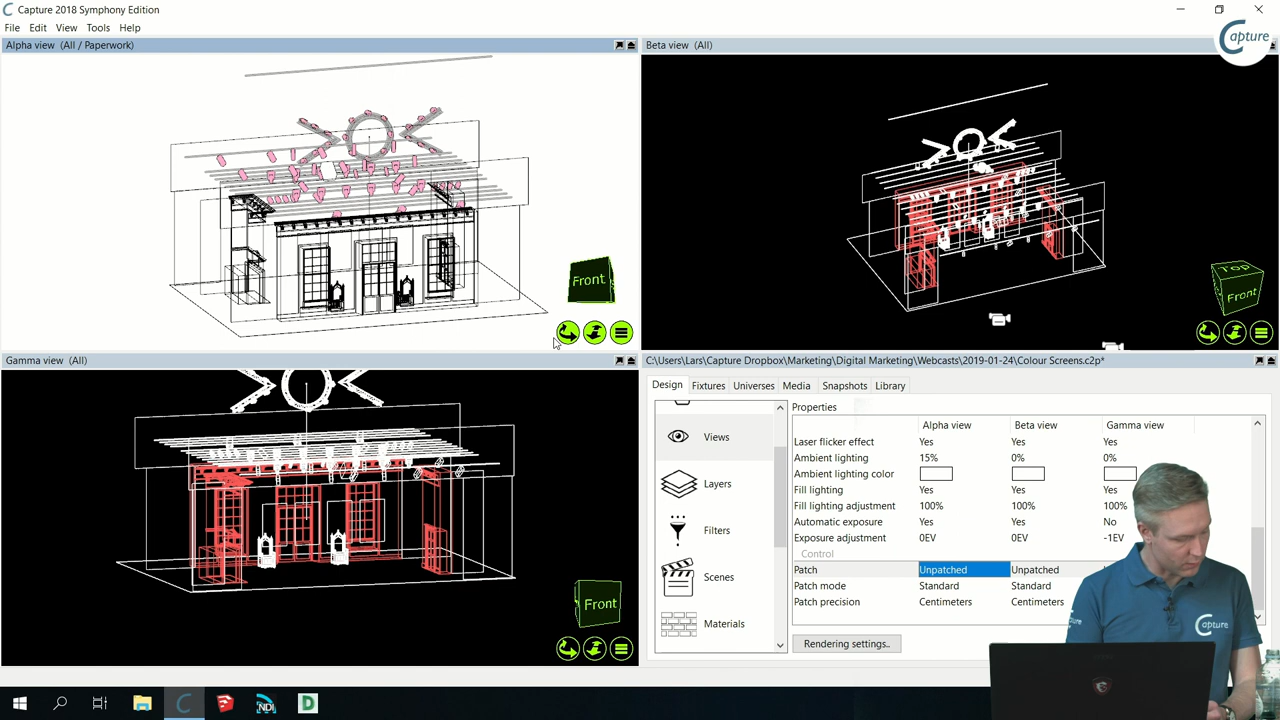 Capture 2018 Symphony Edition
File Edit View Tools Help
Capture
Alpha view (All / Paperwork)
Beta view (All)
Front
Top
Front
Gamma view (All)
C:\Users\Lars\Capture Dropbox\Marketing\Digital Marketing\Webcasts\2019-01-24\Colour Screens.c2p*
Design Fixtures Universes Media Snapshots Library
Views
Layers
Filters
Scenes
Materials
Properties
Alpha view Beta view Gamma view
Laser flicker effect Yes Yes Yes
Ambient lighting 15% 0% 0%
Ambient lighting color
Fill lighting Yes Yes Yes
Fill lighting adjustment 100% 100% 100%
Automatic exposure Yes Yes No
Exposure adjustment 0EV 0EV -1EV
Control
Patch Unpatched Unpatched
Patch mode Standard Standard
Patch precision Centimeters Centimeters
Rendering settings..
Front
Capture
NDI
D